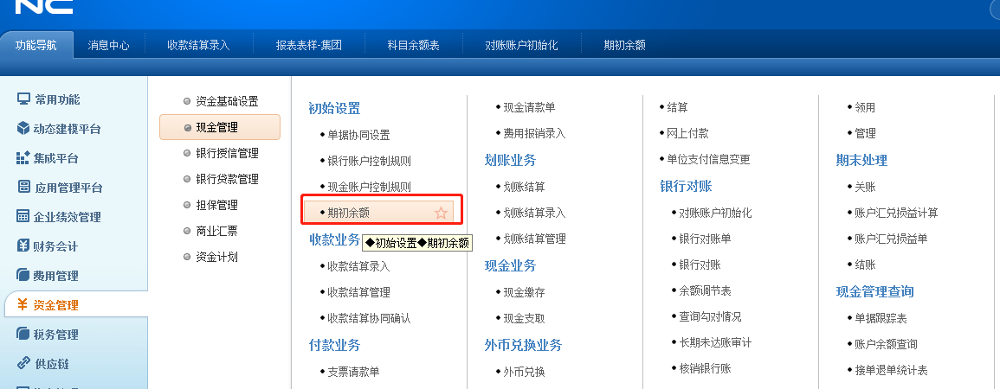 NC
功能导航
消息中心
收款结算录入
报表表样-集团
科目余额表
对账账户初始化
期初余额
常用功能
动态建模平台
集成平台
应用管理平台
企业绩效管理
财务会计
费用管理
资金管理
税务管理
供应链
资金基础设置
现金管理
银行授信管理
银行贷款管理
担保管理
商业汇票
资金计划
初始设置
单据协同设置
银行账户控制规则
现金账户控制规则
期初余额
◆初始设置◆期初余额
收款业务
收款结算录入
收款结算管理
收款结算协同确认
付款业务
支票请款单
现金请款单
费用报销录入
划账业务
划账结算
划账结算录入
划账结算管理
现金业务
现金缴存
现金支取
外币兑换业务
外币兑换
结算
网上付款
单位支付信息变更
银行对账
对账账户初始化
银行对账单
银行对账
余额调节表
查询勾对情况
长期未达账审计
核销银行账
领用
管理
期末处理
关账
账户汇兑损益计算
账户汇兑损益单
结账
现金管理查询
单据跟踪表
账户余额查询
接单退单统计表